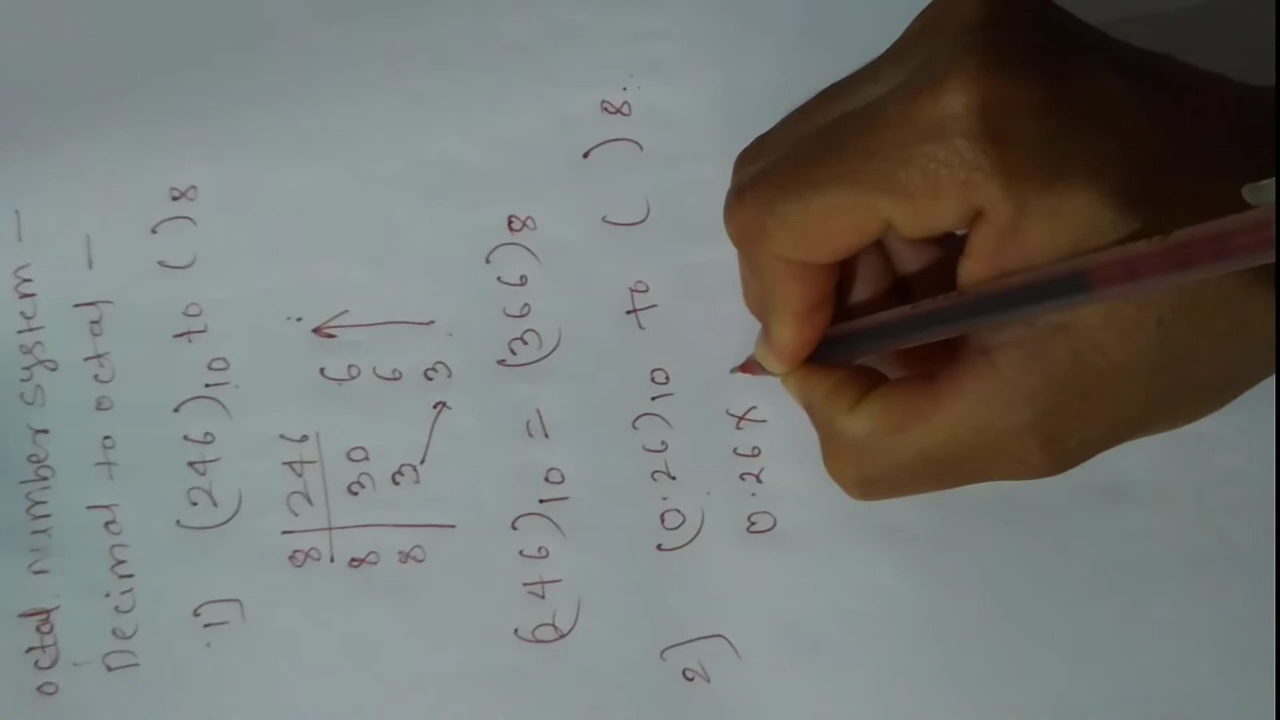 octal number system -
Decimal to octal -
1) (246)10 to ( )8
8 246 6
8 30 6
8 3 3
(246)10 = (366)8
2) (0.26)10 to ( )8.
0.26 x